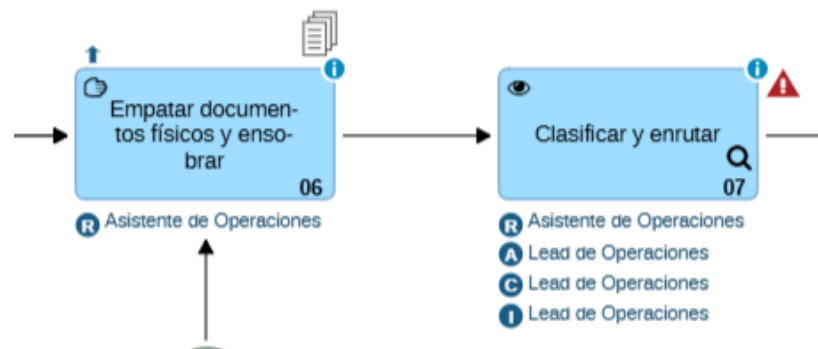 Empatar documen-
tos físicos y enso-
brar
06
R Asistente de Operaciones
Clasificar y enrutar
07
R Asistente de Operaciones
A Lead de Operaciones
C Lead de Operaciones
I Lead de Operaciones